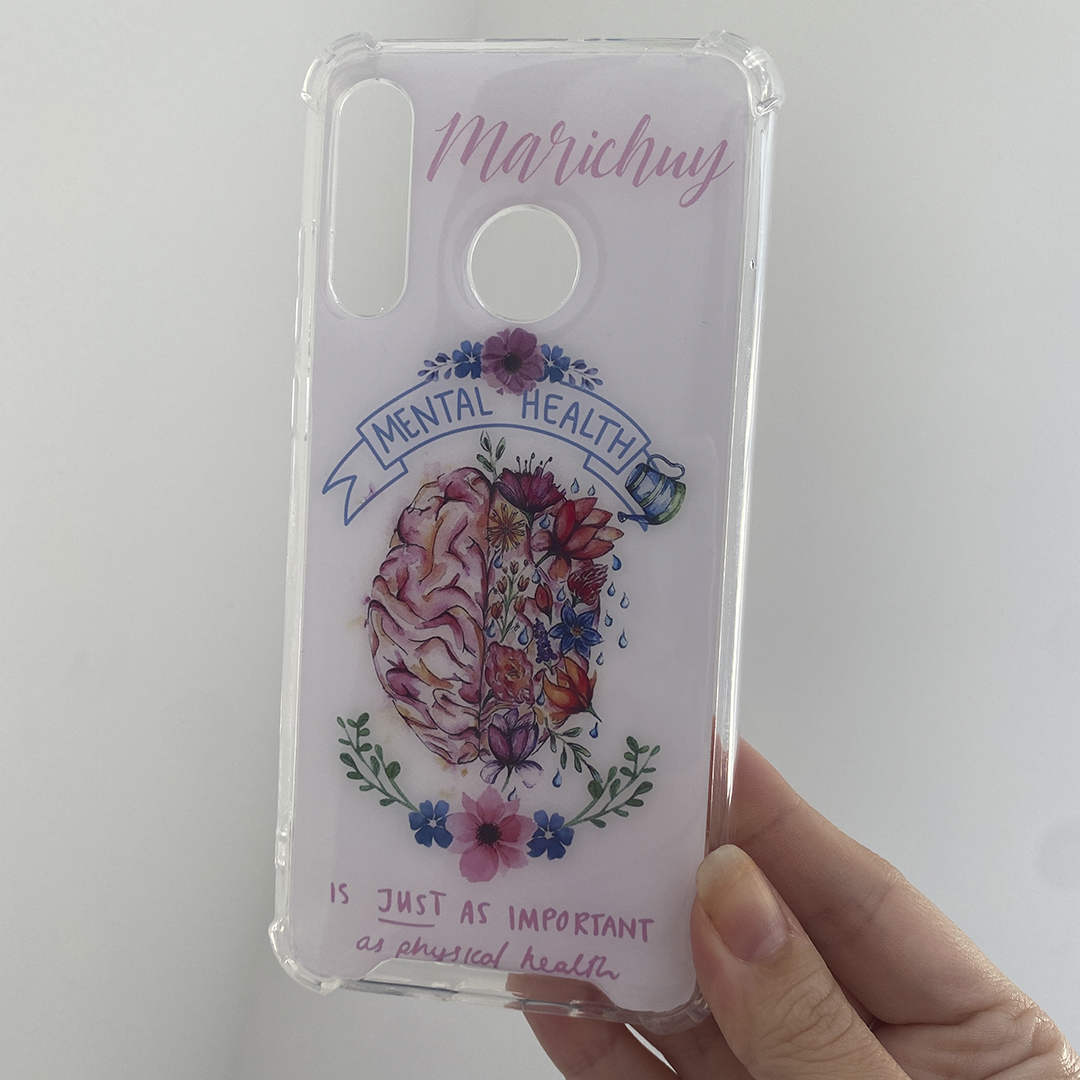 Marichuy
MENTAL HEALTH
IS JUST AS IMPORTANT
as physical health